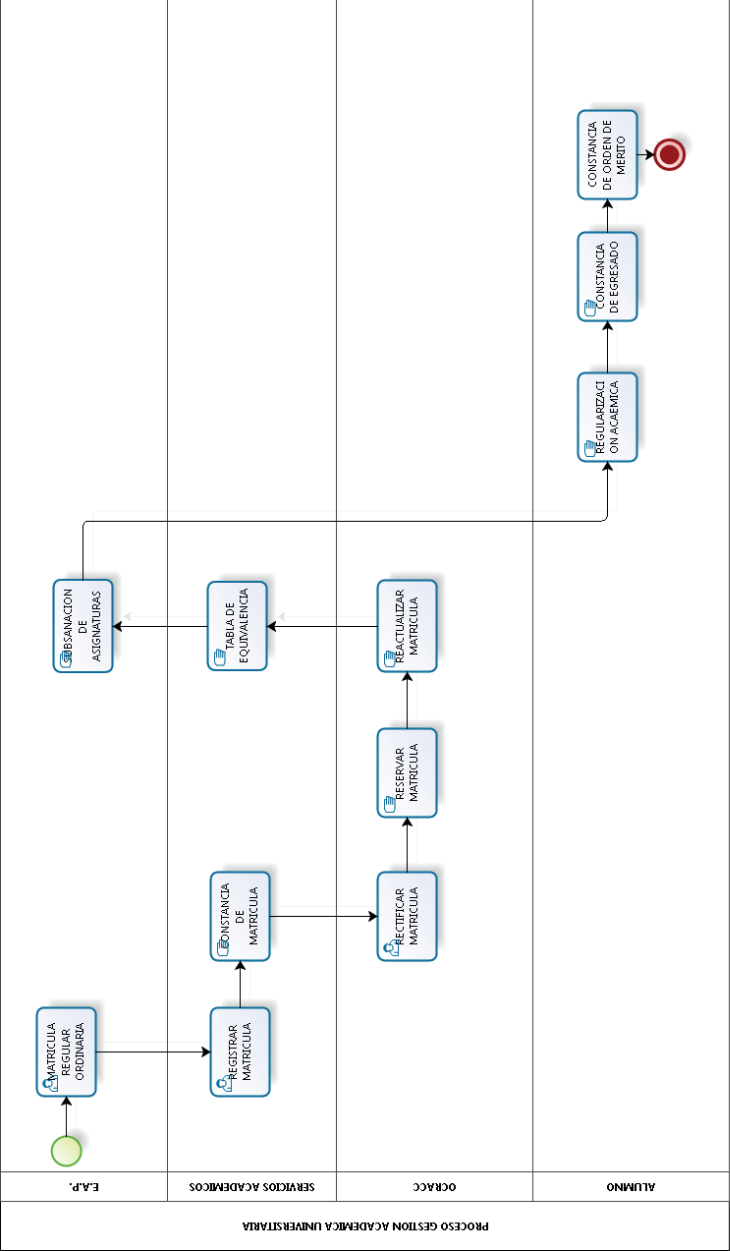 PROCESO GESTION ACADEMICA UNIVERSITARIA
E.A.P.
SERVICIOS ACADEMICOS
OCRACC
ALUMNO
MATRICULA
REGULAR
ORDINARIA
REGISTRAR
MATRICULA
CONSTANCIA
DE
MATRICULA
RECTIFICAR
MATRICULA
RESERVAR
MATRICULA
REACTUALIZAR
MATRICULA
TABLA DE
EQUIVALENCIA
SUBSANACION
DE
ASIGNATURAS
REGULARIZACI
ON ACAEMICA
CONSTANCIA
DE EGRESADO
CONSTANCIA
DE ORDEN DE
MERITO